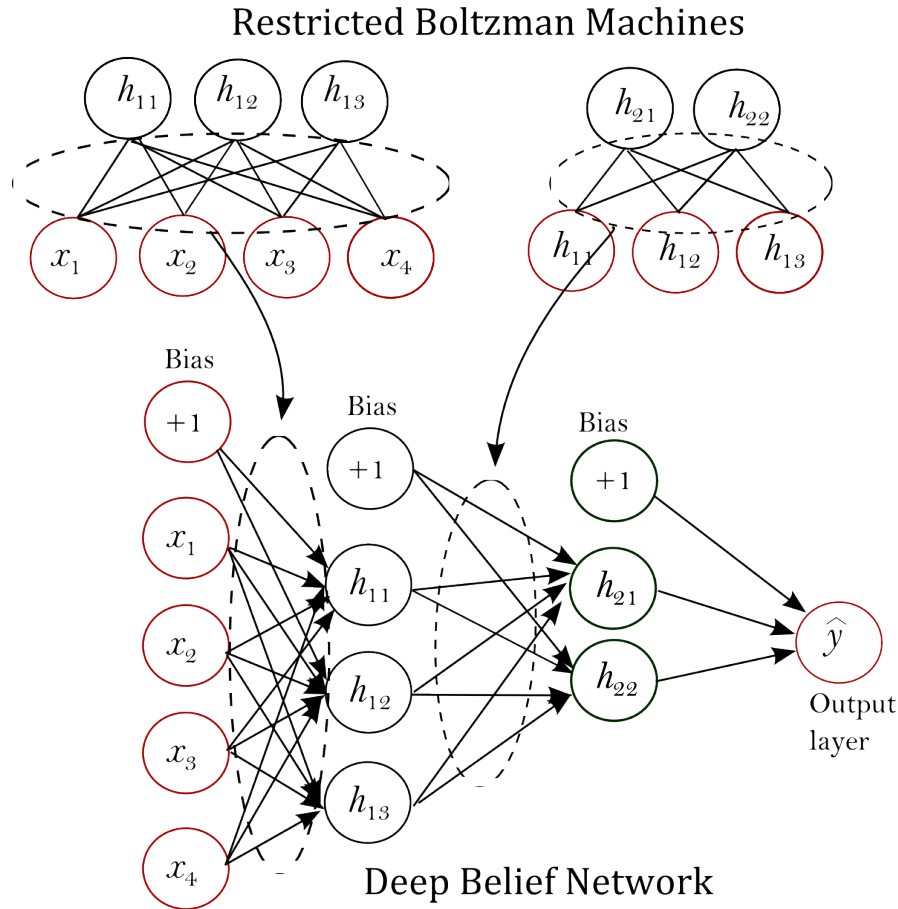 Restricted Boltzman Machines
h11 h12 h13 h21 h22
x1 x2 x3 x4 h11 h12 h13
Bias
+1
Bias
+1
Bias
+1
x1
h11
h21
x2
h12
h22
ŷ
x3
h13
Output
layer
x4
Deep Belief Network